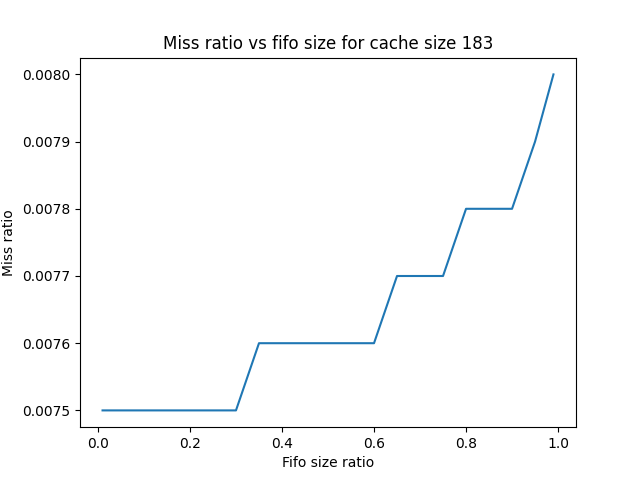 Miss ratio vs fifo size for cache size 183
0.0080
0.0079
0.0078
0.0077
0.0076
0.0075
Miss ratio
0.0 0.2 0.4 0.6 0.8 1.0
Fifo size ratio